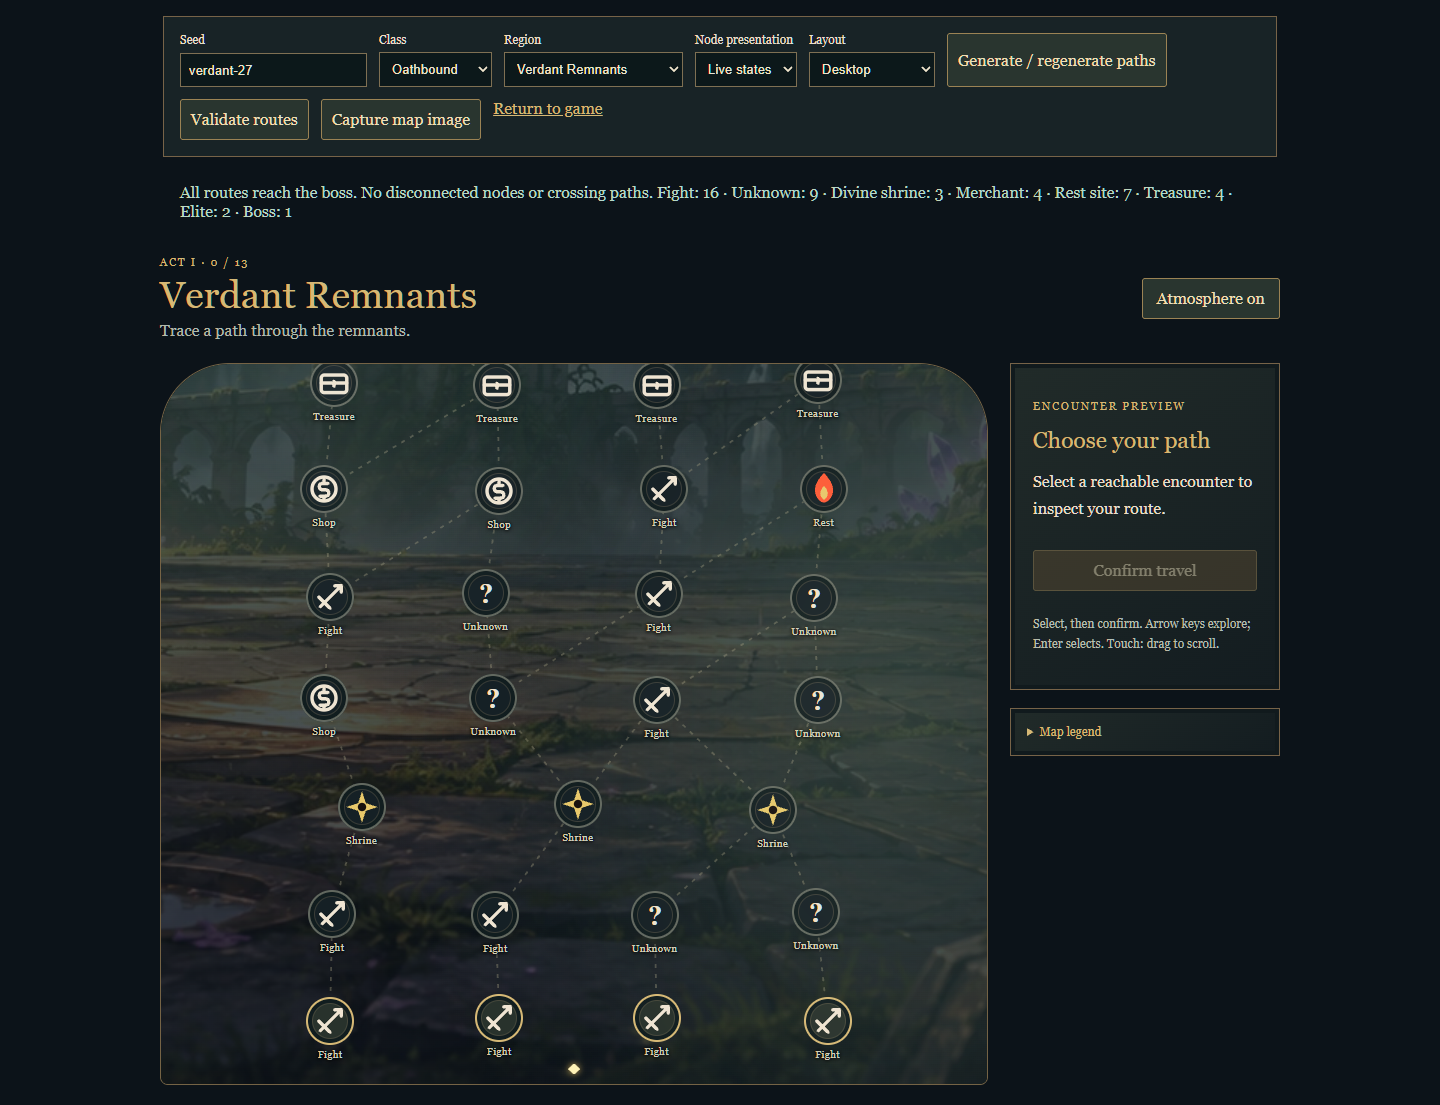 Seed
Class
Region
Node presentation
Layout
verdant-27
Oathbound
Verdant Remnants
Live states
Desktop
Generate / regenerate paths
Validate routes
Capture map image
Return to game
All routes reach the boss. No disconnected nodes or crossing paths. Fight: 16 · Unknown: 9 · Divine shrine: 3 · Merchant: 4 · Rest site: 7 · Treasure: 4 ·
Elite: 2 · Boss: 1
ACT I · 0 / 13
Verdant Remnants
Trace a path through the remnants.
Atmosphere on
Treasure
Treasure
Treasure
Treasure
Shop
Shop
Fight
Rest
Fight
?
Unknown
Fight
?
Unknown
Shop
?
Unknown
Fight
?
Unknown
Shrine
Shrine
Shrine
Fight
Fight
?
Unknown
?
Unknown
Fight
Fight
Fight
Fight
ENCOUNTER PREVIEW
Choose your path
Select a reachable encounter to
inspect your route.
Confirm travel
Select, then confirm. Arrow keys explore;
Enter selects. Touch: drag to scroll.
Map legend